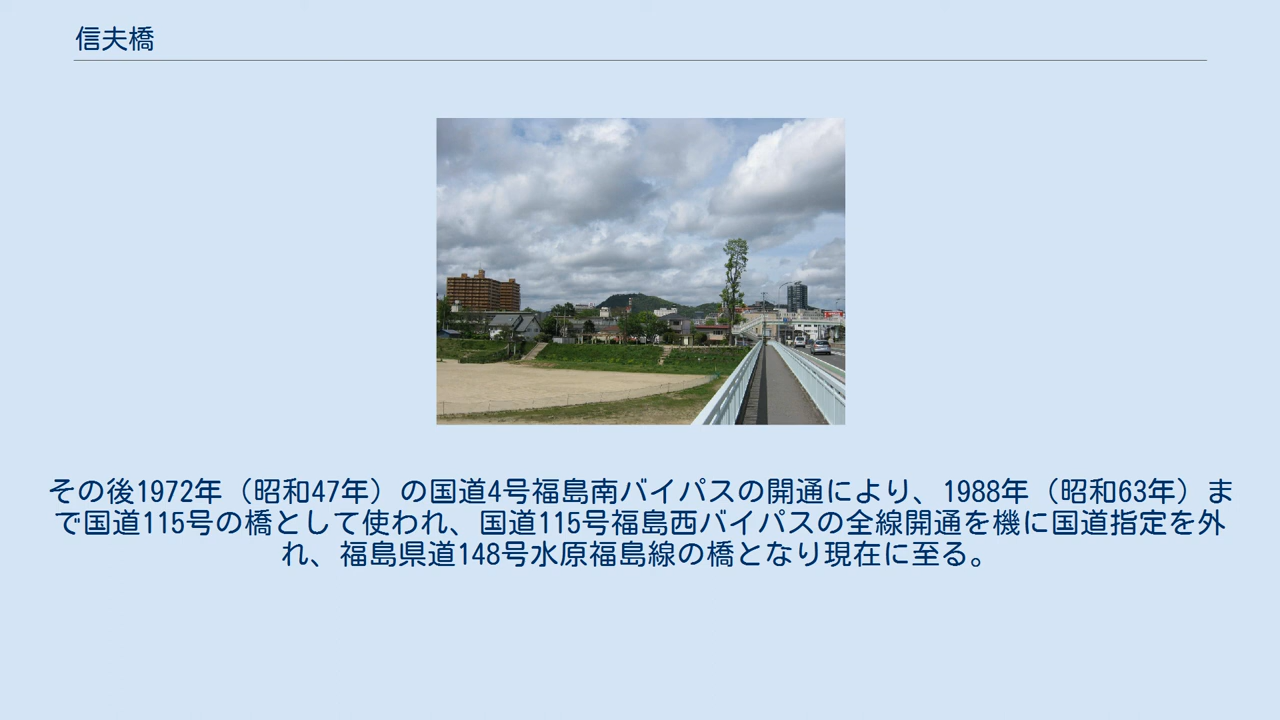 信夫橋
その後1972年（昭和47年）の国道4号福島南バイパスの開通により、1988年（昭和63年）ま
で国道115号の橋として使われ、国道115号福島西バイパスの全線開通を機に国道指定を外
れ、福島県道148号水原福島線の橋となり現在に至る。